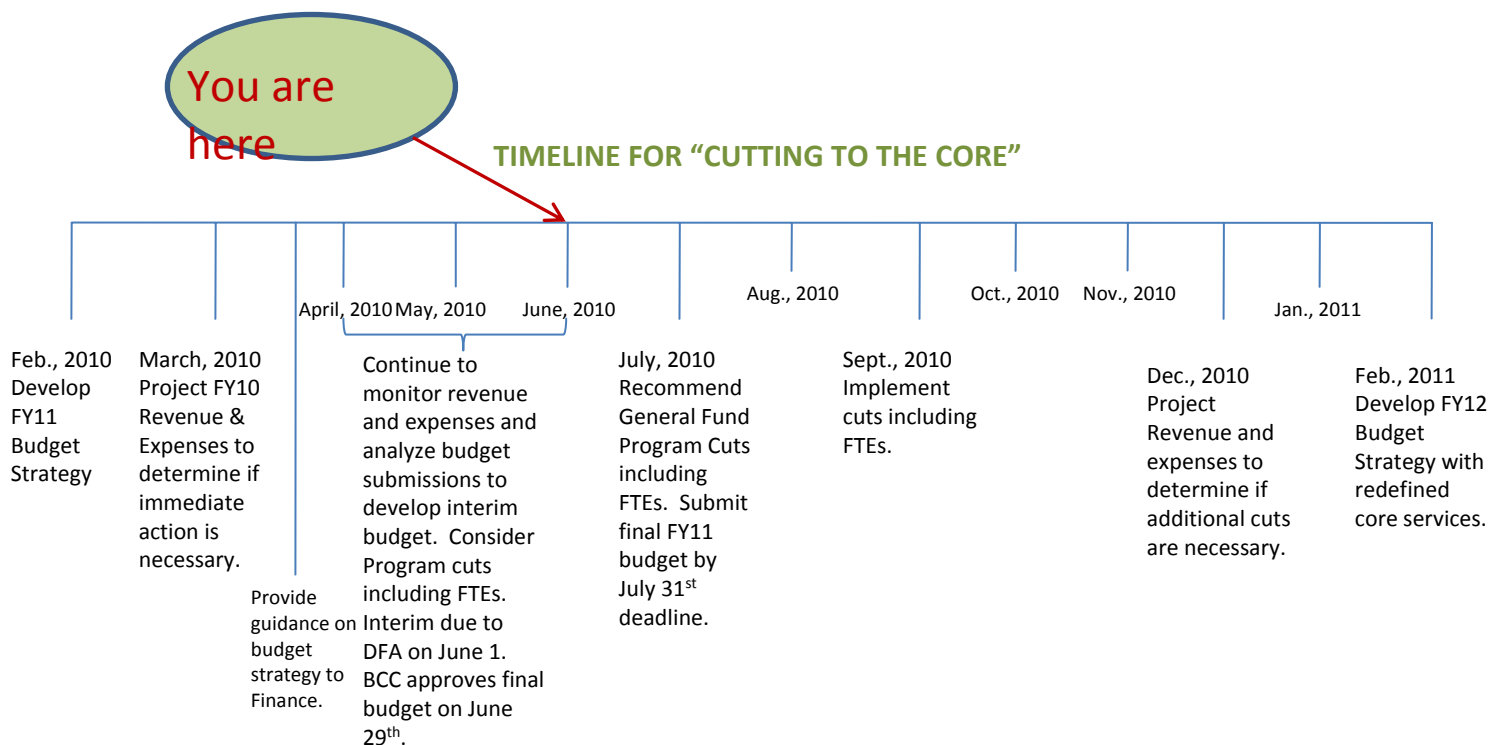 You are
here
TIMELINE FOR “CUTTING TO THE CORE”
Feb., 2010
Develop
FY11
Budget
Strategy
March, 2010
Project FY10
Revenue &
Expenses to
determine if
immediate
action is
necessary.
Provide
guidance on
budget
strategy to
Finance.
April, 2010
May, 2010
June, 2010
Continue to
monitor revenue
and expenses and
analyze budget
submissions to
develop interim
budget.  Consider
Program cuts
including FTEs.
Interim due to
DFA on June 1.
BCC approves final
budget on June
29th.
July, 2010
Recommend
General Fund
Program Cuts
including
FTEs.  Submit
final FY11
budget by
July 31st
deadline.
Aug., 2010
Sept., 2010
Implement
cuts including
FTEs.
Oct., 2010
Nov., 2010
Dec., 2010
Project
Revenue and
expenses to
determine if
additional cuts
are necessary.
Jan., 2011
Feb., 2011
Develop FY12
Budget
Strategy with
redefined
core services.